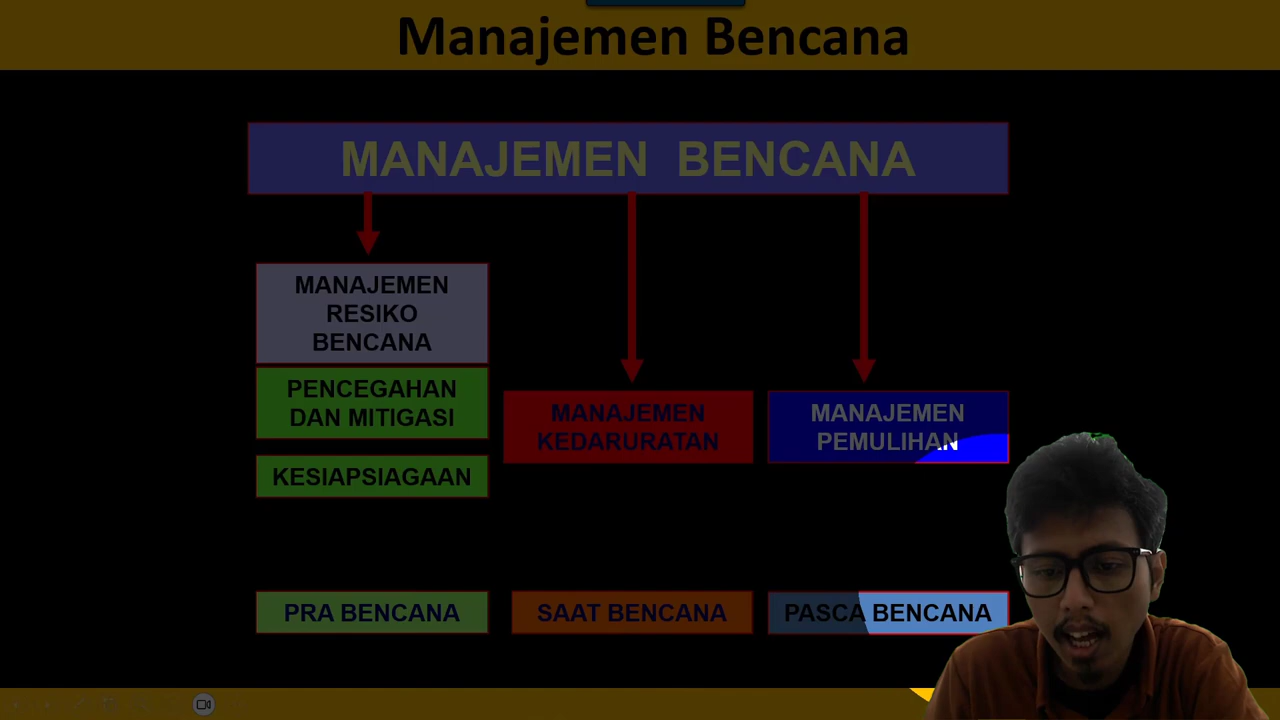 Manajemen Bencana
MANAJEMEN BENCANA
MANAJEMEN
RESIKO
BENCANA
PENCEGAHAN
DAN MITIGASI
KESIAPSIAGAAN
MANAJEMEN
KEDARURATAN
MANAJEMEN
PEMULIHAN
PRA BENCANA
SAAT BENCANA
PASCA BENCANA